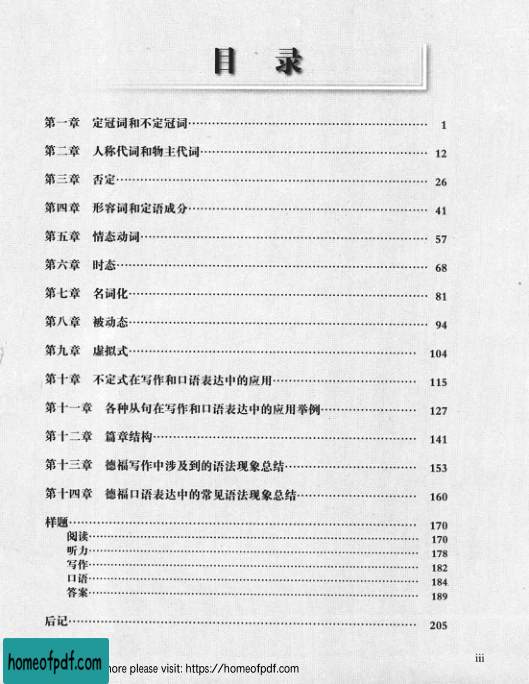 目 录
第一章 定冠词和不定冠词 1
第二章 人称代词和物主代词 12
第三章 否定 26
第四章 形容词和定语成分 41
第五章 情态动词 57
第六章 时态 68
第七章 名词化 81
第八章 被动态 94
第九章 虚拟式 104
第十章 不定式在写作和口语表达中的应用 115
第十一章 各种从句在写作和口语表达中的应用举例 127
第十二章 篇章结构 141
第十三章 德福写作中涉及到的语法现象总结 153
第十四章 德福口语表达中的常见语法现象总结 160
样题 170
阅读 170
听力 178
写作 182
口语 184
答案 189
后记 205
iii
homeofpdf.com
more please visit: https://homeofpdf.com